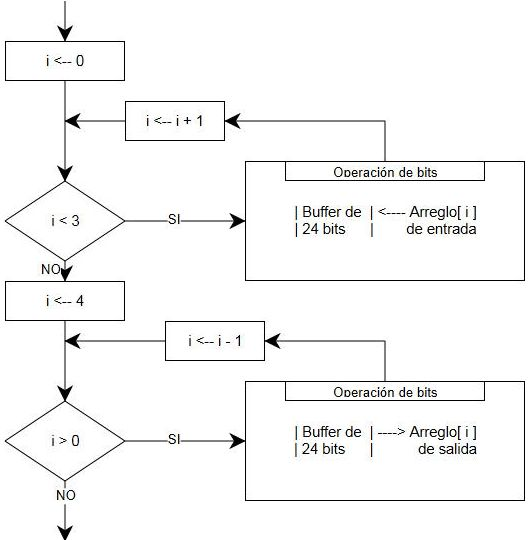 i <-- 0
i <-- i + 1
Operación de bits
| Buffer de | <---- Arreglo[ i ]
| 24 bits | de entrada
i < 3
SI
NO
i <-- 4
i <-- i - 1
Operación de bits
| Buffer de | ----> Arreglo[ i ]
| 24 bits | de salida
i > 0
SI
NO